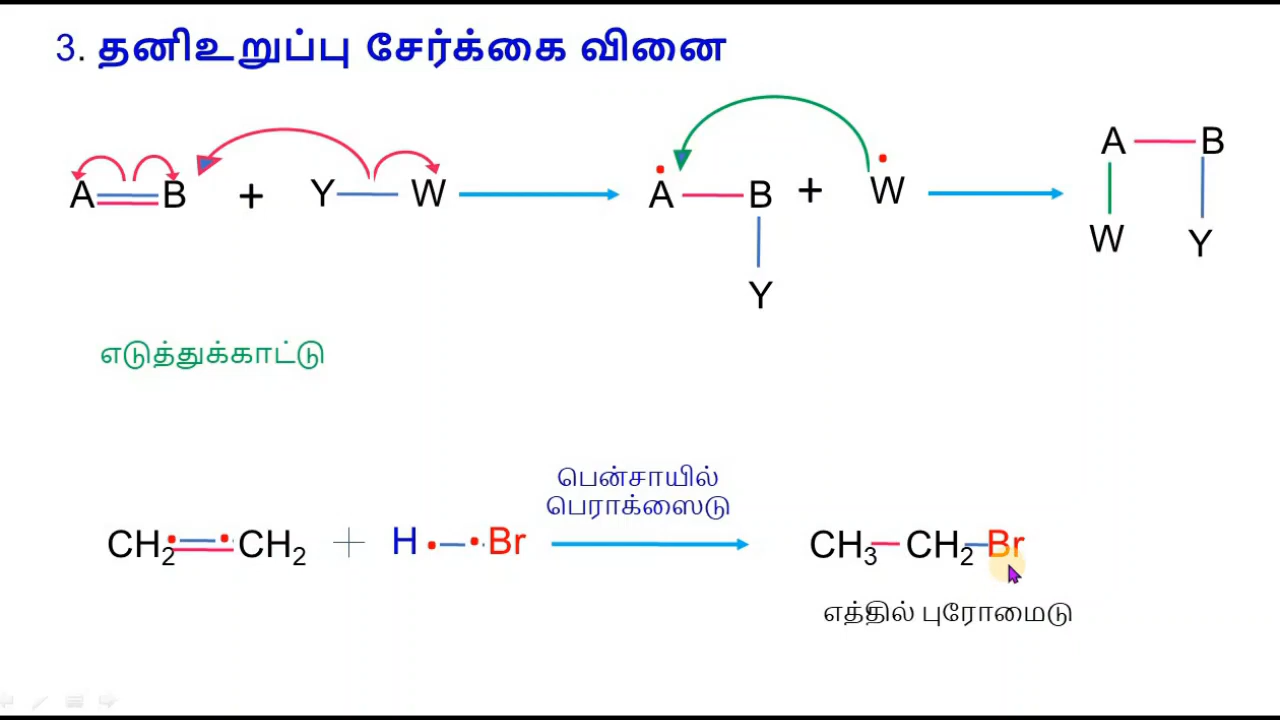 3. தனிஉறுப்பு சேர்க்கை வினை
A B + Y W A B + W A B
Y W Y
எடுத்துக்காட்டு
பென்சாயில்
பெராக்ஸைடு
CH2 CH2 + H Br CH3 CH2 Br
எத்தில் புரோமைடு